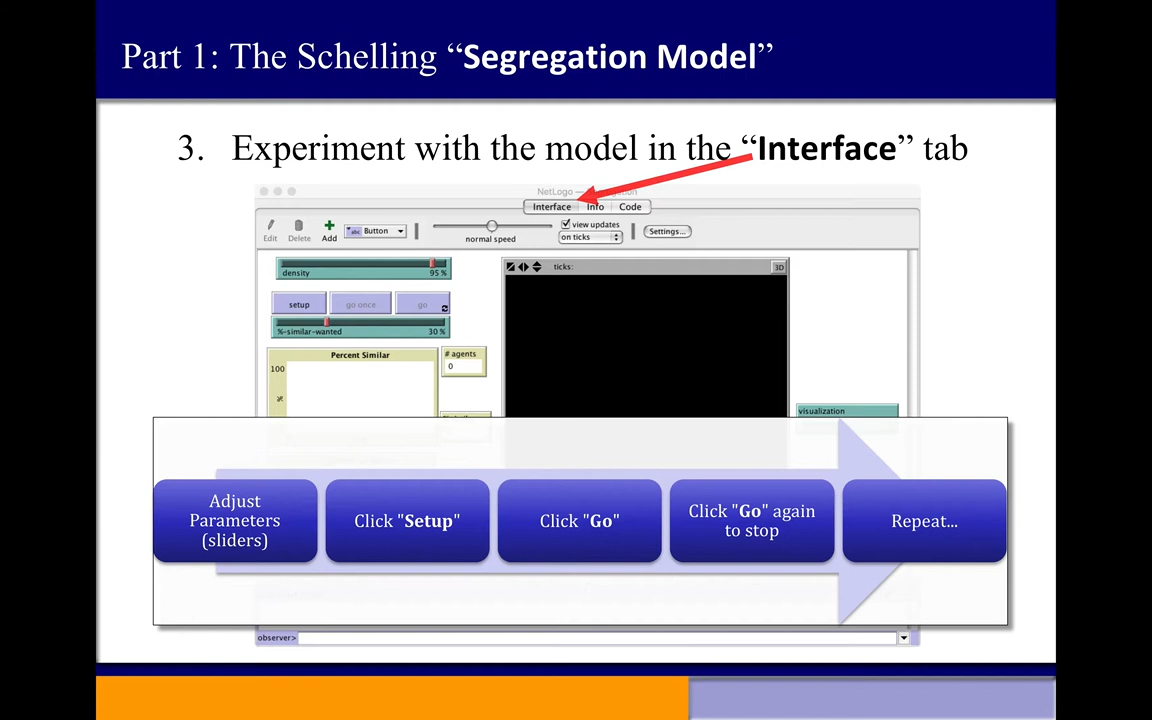 Part 1: The Schelling “Segregation Model”
3. Experiment with the model in the “Interface” tab
NetLogo —
Interface Info Code
Edit Delete Add Button normal speed view updates on ticks Settings...
density 95 %
ticks: 3D
setup go once go
%-similar-wanted 30 %
Percent Similar
# agents
100
0
%
visualization
Adjust Parameters (sliders)
Click "Setup"
Click "Go"
Click "Go" again to stop
Repeat...
observer>